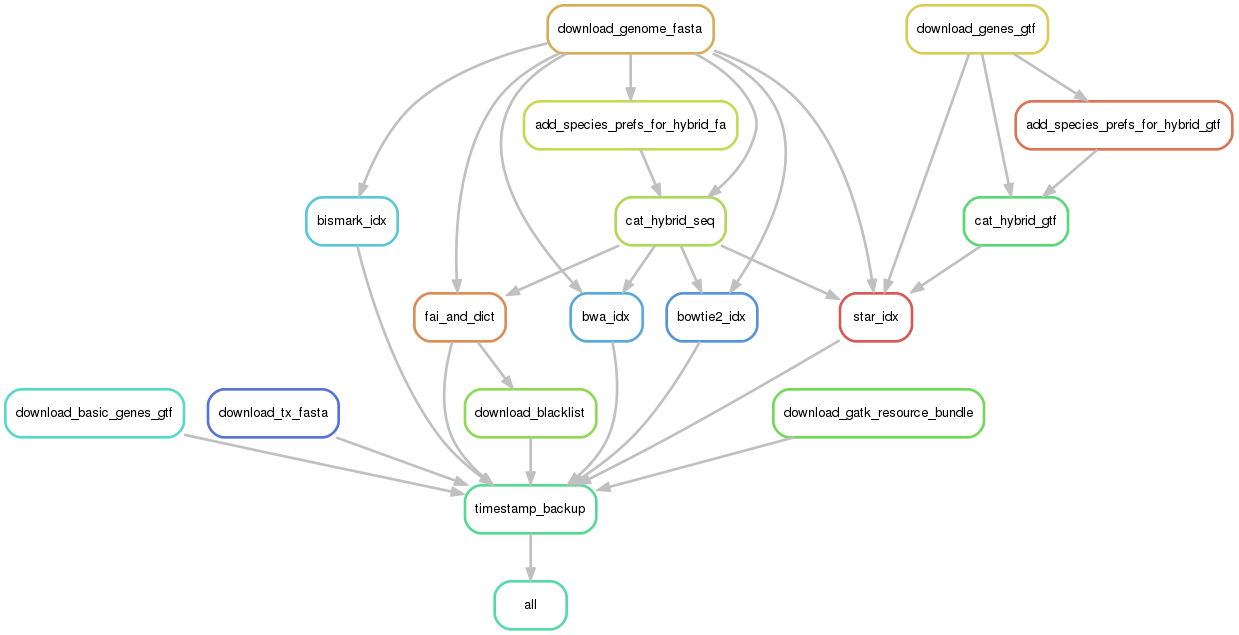 download_genome_fasta
download_genes_gtf
add_species_prefs_for_hybrid_fa
add_species_prefs_for_hybrid_gtf
bismark_idx
cat_hybrid_seq
cat_hybrid_gtf
fai_and_dict
bwa_idx
bowtie2_idx
star_idx
download_basic_genes_gtf
download_tx_fasta
download_blacklist
download_gatk_resource_bundle
timestamp_backup
all